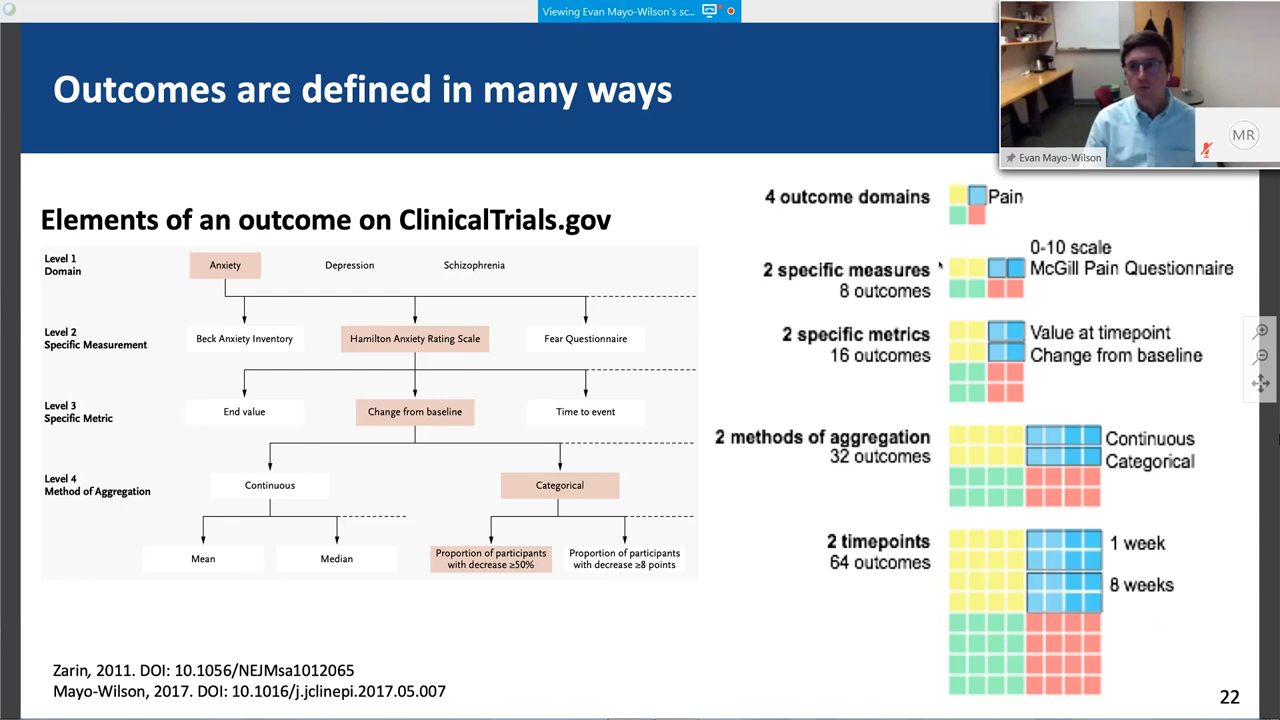 Viewing Evan Mayo-Wilson's sc...
Outcomes are defined in many ways
MR
Evan Mayo-Wilson
Elements of an outcome on ClinicalTrials.gov
Level 1
Domain
Anxiety
Depression
Schizophrenia
Level 2
Specific Measurement
Beck Anxiety Inventory
Hamilton Anxiety Rating Scale
Fear Questionnaire
Level 3
Specific Metric
End value
Change from baseline
Time to event
Level 4
Method of Aggregation
Continuous
Categorical
Mean
Median
Proportion of participants
with decrease ≥50%
Proportion of participants
with decrease ≥8 points
4 outcome domains
Pain
2 specific measures
8 outcomes
0-10 scale
McGill Pain Questionnaire
2 specific metrics
16 outcomes
Value at timepoint
Change from baseline
2 methods of aggregation
32 outcomes
Continuous
Categorical
2 timepoints
64 outcomes
1 week
8 weeks
Zarin, 2011. DOI: 10.1056/NEJMsa1012065
Mayo-Wilson, 2017. DOI: 10.1016/j.jclinepi.2017.05.007
22